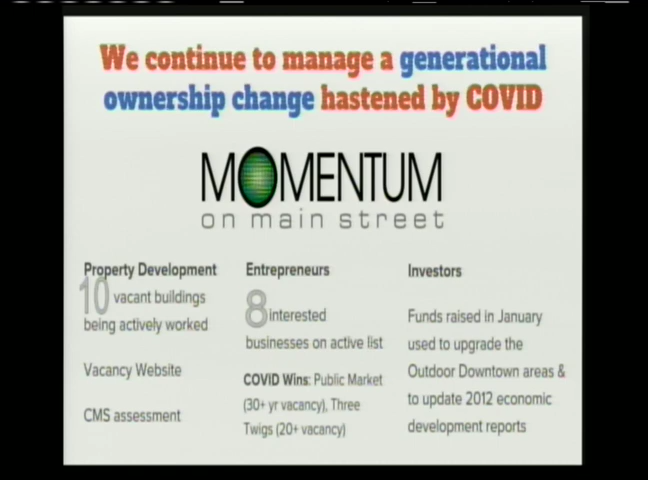 We continue to manage a generational
ownership change hastened by COVID
MOMENTUM
on main street
Property Development
10 vacant buildings
being actively worked
Vacancy Website
CMS assessment
Entrepreneurs
8 interested
businesses on active list
COVID Wins: Public Market
(30+ yr vacancy), Three
Twigs (20+ vacancy)
Investors
Funds raised in January
used to upgrade the
Outdoor Downtown areas &
to update 2012 economic
development reports